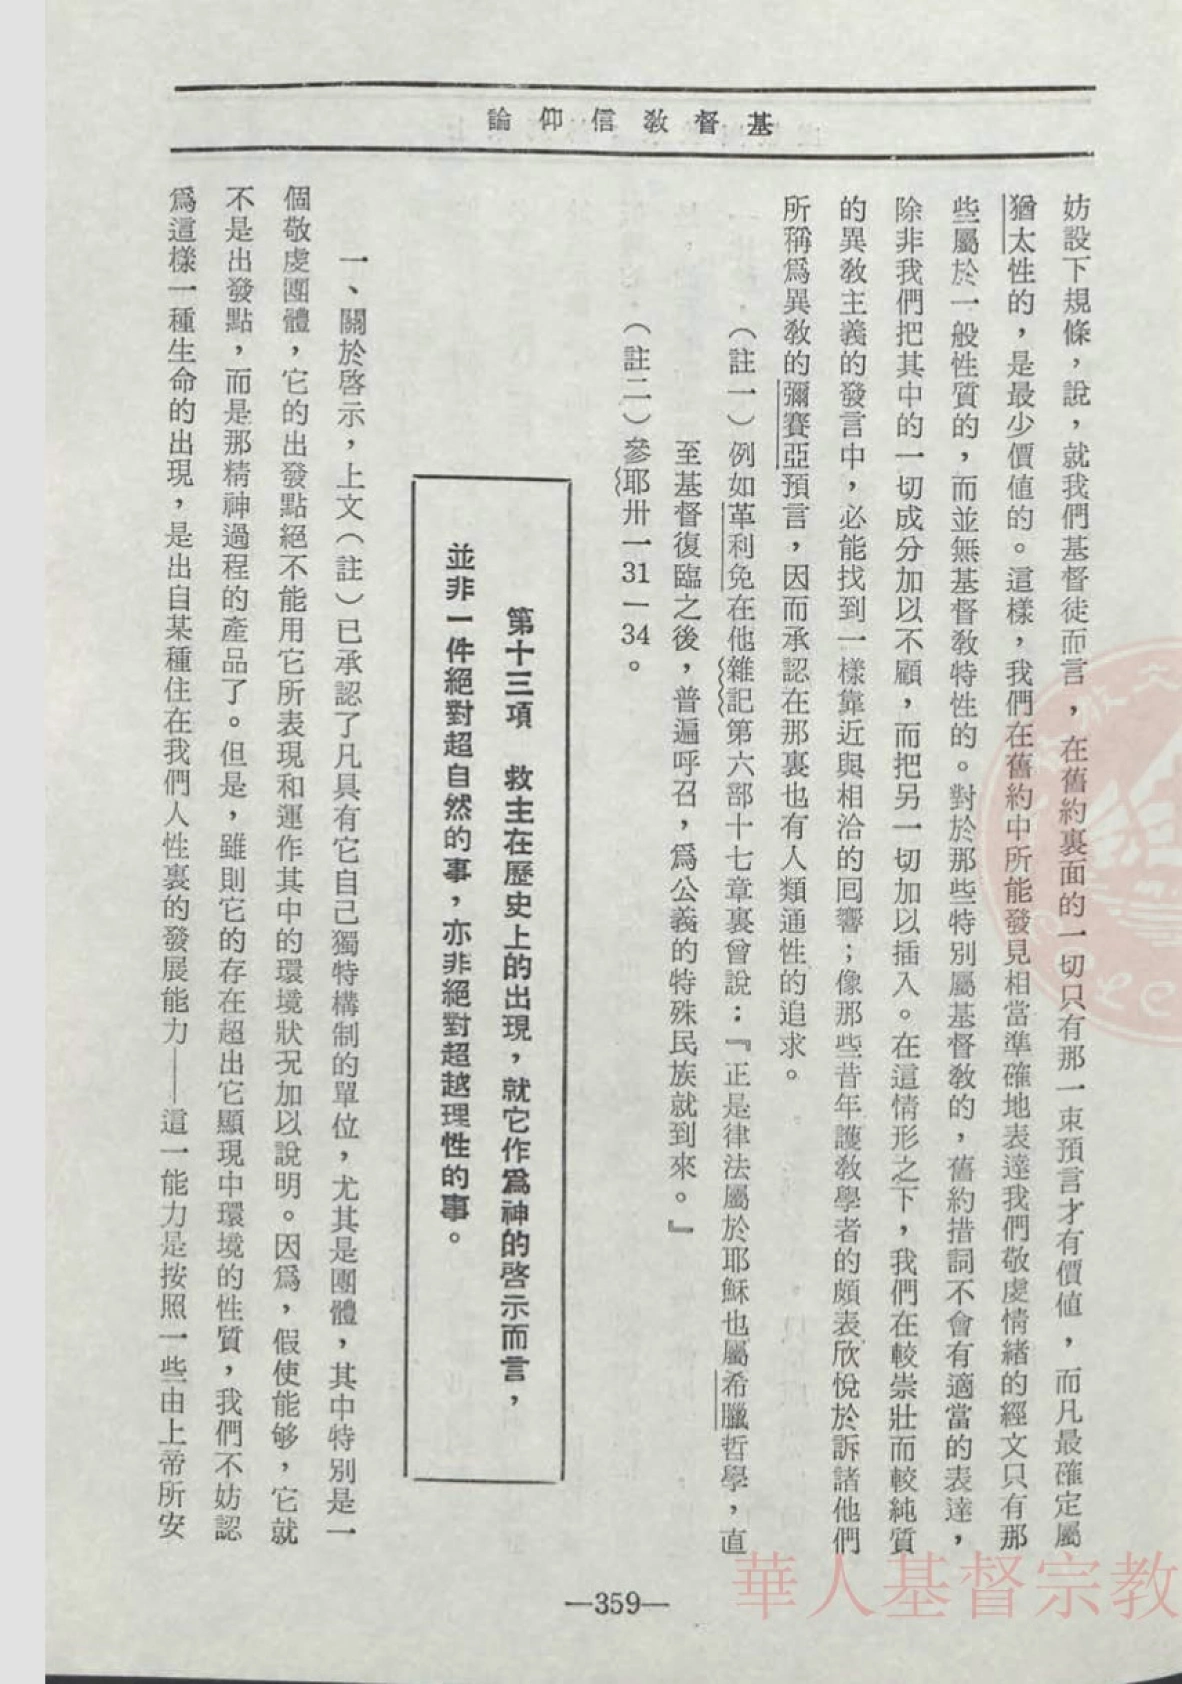 基督教信仰論
妨設下規條，說，就我們基督徒而言，在舊約裏面的一切只有那一束預言才有價值，而凡最確定屬
猶太性的，是最少價值的。這樣，我們在舊約中所能發見相當準確地表達我們敬虔情緒的經文只有那
些屬於一般性質的，而並無基督教特性的。對於那些特別屬基督教的，舊約措詞不會有適當的表達，
除非我們把其中的一切成分加以不顧，而把另一切加以插入。在這情形之下，我們在較崇壯而較純質
的異教主義的發言中，必能找到一樣靠近與相洽的囘響；像那些昔年護教學者的頗表欣悅於訴諸他們
所稱爲異教的彌賽亞預言，因而承認在那裏也有人類通性的追求。
（註一）例如革利免在他雜記第六部十七章裏曾說：『正是律法屬於耶穌也屬希臘哲學，直
至基督復臨之後，普遍呼召，爲公義的特殊民族就到來。』
（註二）參耶卅一31—34。
第十三項　救主在歷史上的出現，就它作爲神的啓示而言，
並非一件絕對超自然的事，亦非絕對超越理性的事。
一、關於啓示，上文（註）已承認了凡具有它自己獨特構制的單位，尤其是團體，其中特別是一
個敬虔團體，它的出發點絕不能用它所表現和運作其中的環境狀況加以說明。因爲，假使能够，它就
不是出發點，而是那精神過程的產品了。但是，雖則它的存在超出它顯現中環境的性質，我們不妨認
爲這樣一種生命的出現，是出自某種住在我們人性裏的發展能力——這一能力是按照一些由上帝所安
—359—
華人基督宗教